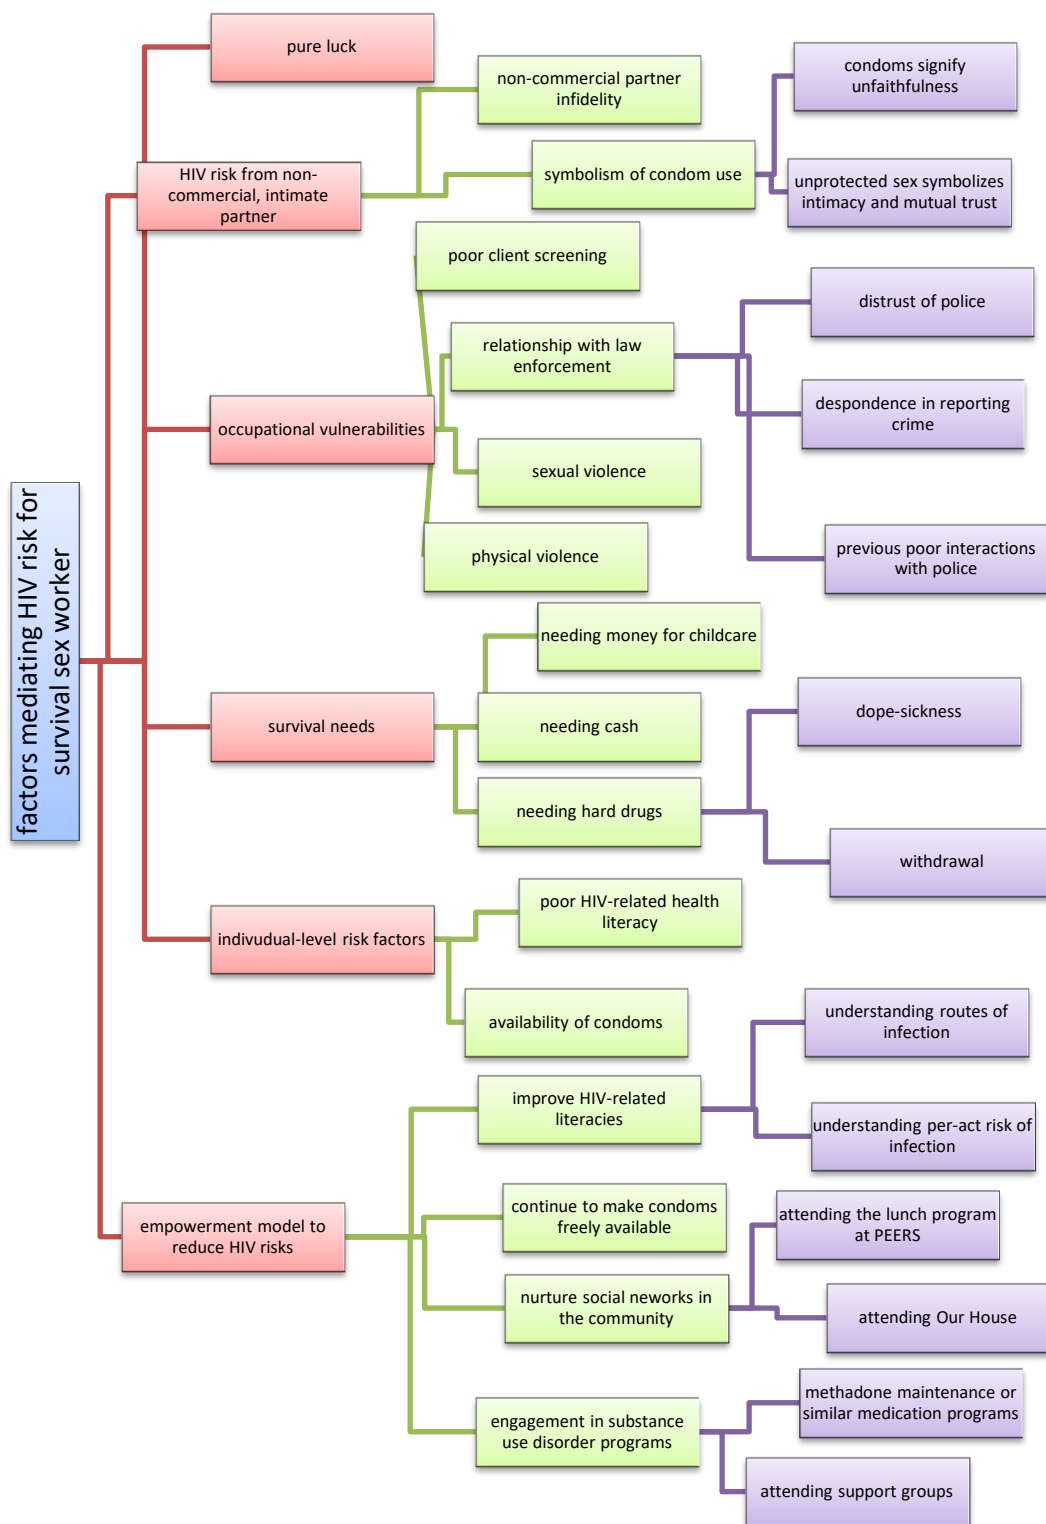 factors mediating HIV risk for
survival sex worker
pure luck
HIV risk from non-
commercial, intimate
partner
non-commercial partner
infidelity
symbolism of condom use
condoms signify
unfaithfulness
unprotected sex symbolizes
intimacy and mutual trust
occupational vulnerabilities
poor client screening
relationship with law
enforcement
distrust of police
despondence in reporting
crime
previous poor interactions
with police
sexual violence
physical violence
survival needs
needing money for childcare
needing cash
needing hard drugs
dope-sickness
withdrawal
indivudual-level risk factors
poor HIV-related health
literacy
availability of condoms
empowerment model to
reduce HIV risks
improve HIV-related
literacies
understanding routes of
infection
understanding per-act risk of
infection
continue to make condoms
freely available
nurture social neworks in
the community
attending the lunch program
at PEERS
attending Our House
engagement in substance
use disorder programs
methadone maintenance or
similar medication programs
attending support groups